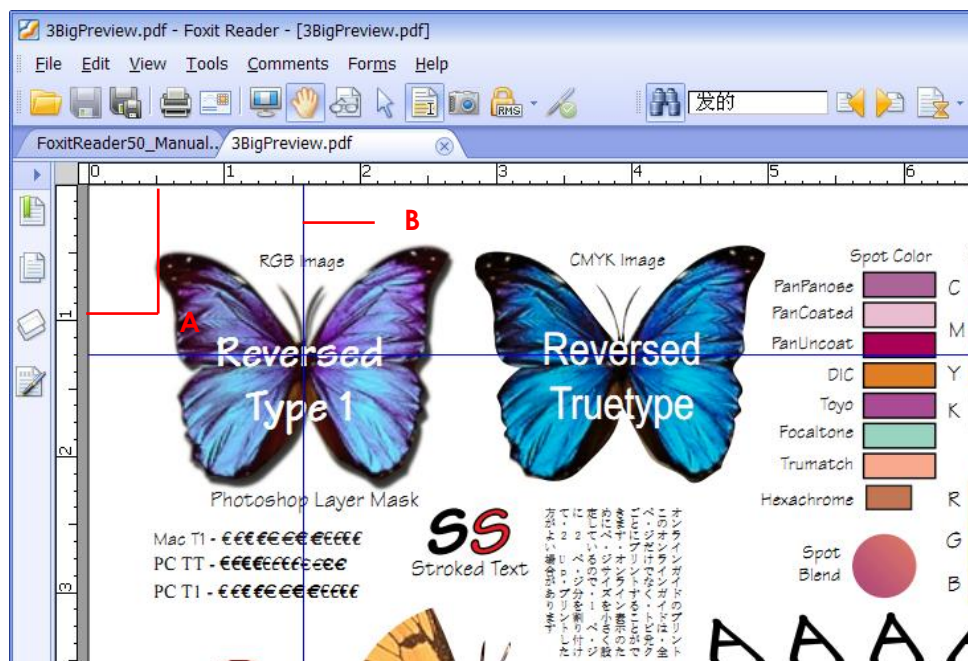 3BigPreview.pdf - Foxit Reader - [3BigPreview.pdf]
File Edit View Tools Comments Forms Help
RMS
发的
FoxitReader50_Manual.. 3BigPreview.pdf
0 1 2 3 4 5 6
B
RGB Image
CMYK Image
Spot Color
PanPanose C
PanCoated
1
A
M
Reversed
Reversed
PanUncoat
DIC Y
Type 1
Truetype
Toyo K
Focaltone
2
Trumatch
Photoshop Layer Mask
Hexachrome R
SS
Stroked Text
Mac T1 - €€€€€€€€€€€€
PC TT - €€€€€€€€€€€€
PC T1 - €€€€€€€€€€€€
Spot
Blend
G
B
3
A A A A